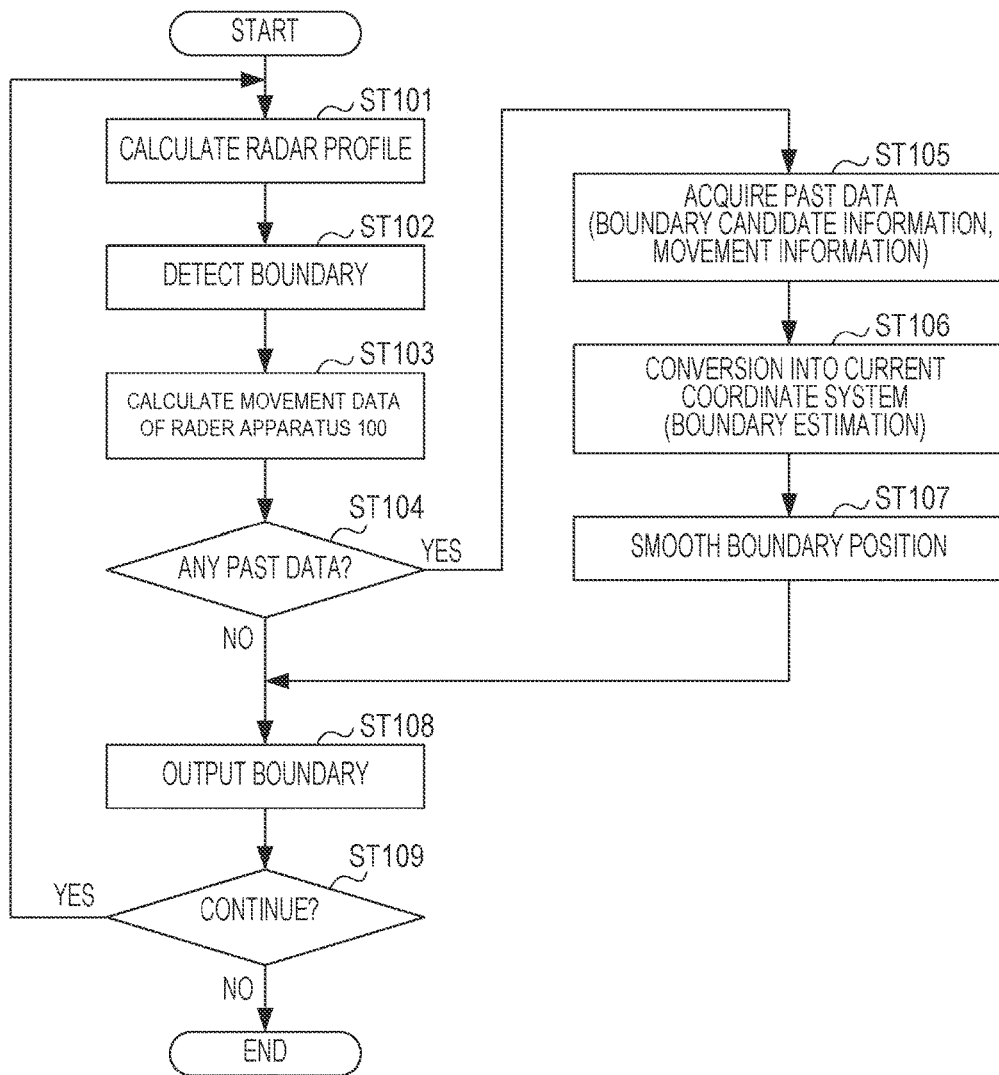 START
ST101
CALCULATE RADAR PROFILE
ST102
DETECT BOUNDARY
ST103
CALCULATE MOVEMENT DATA
OF RADER APPARATUS 100
ST104
ANY PAST DATA?
YES
NO
ST105
ACQUIRE PAST DATA
(BOUNDARY CANDIDATE INFORMATION,
MOVEMENT INFORMATION)
ST106
CONVERSION INTO CURRENT
COORDINATE SYSTEM
(BOUNDARY ESTIMATION)
ST107
SMOOTH BOUNDARY POSITION
ST108
OUTPUT BOUNDARY
ST109
CONTINUE?
YES
NO
END